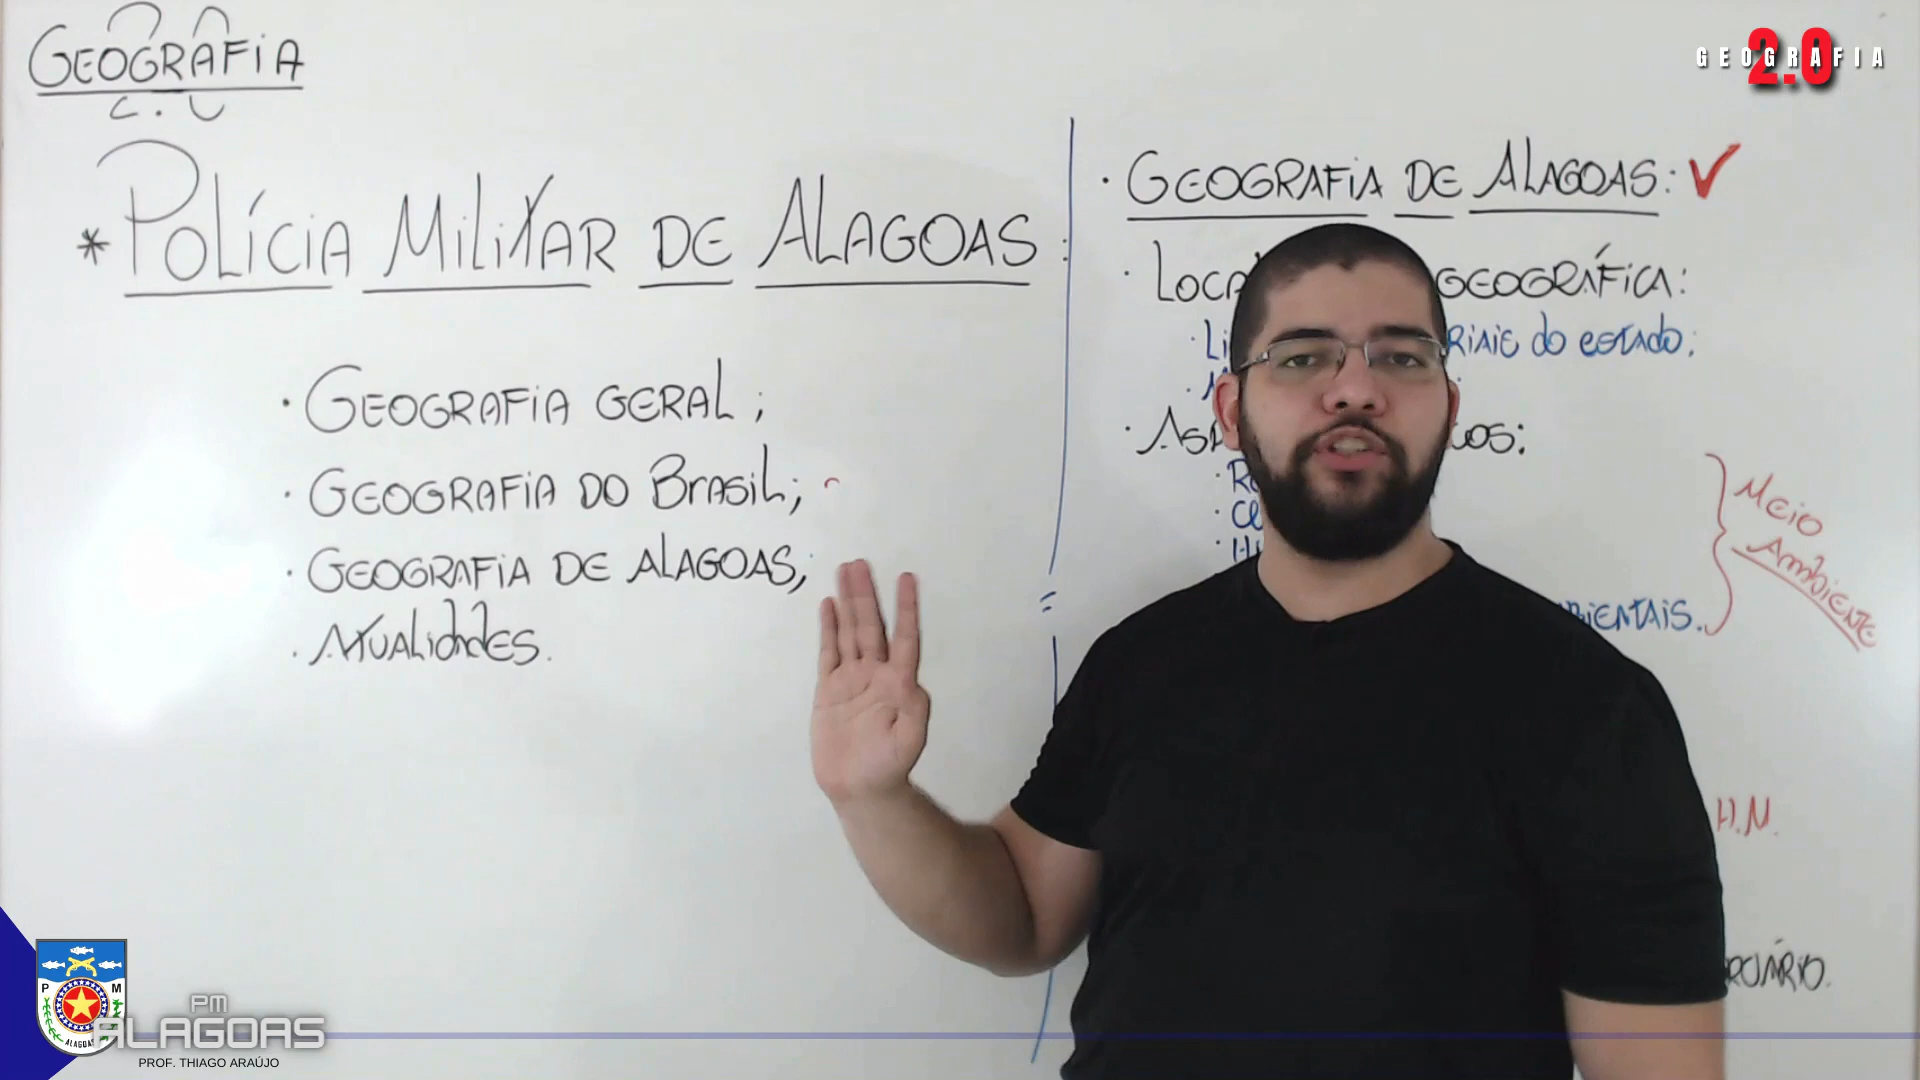 GEOGRAFIA
2.0
* POLÍCIA MILITAR DE ALAGOAS:
· GEOGRAFIA GERAL;
· GEOGRAFIA DO BRASIL;
· GEOGRAFIA DE ALAGOAS;
· ATUALIDADES.
· GEOGRAFIA DE ALAGOAS: ✓
GEOGRÁFICA:
do estado;
MEIO
AMBIENTE
H.N.
GEOGRAFIA
2.0
P M
ALAGOAS
PM
ALAGOAS
PROF. THIAGO ARAÚJO